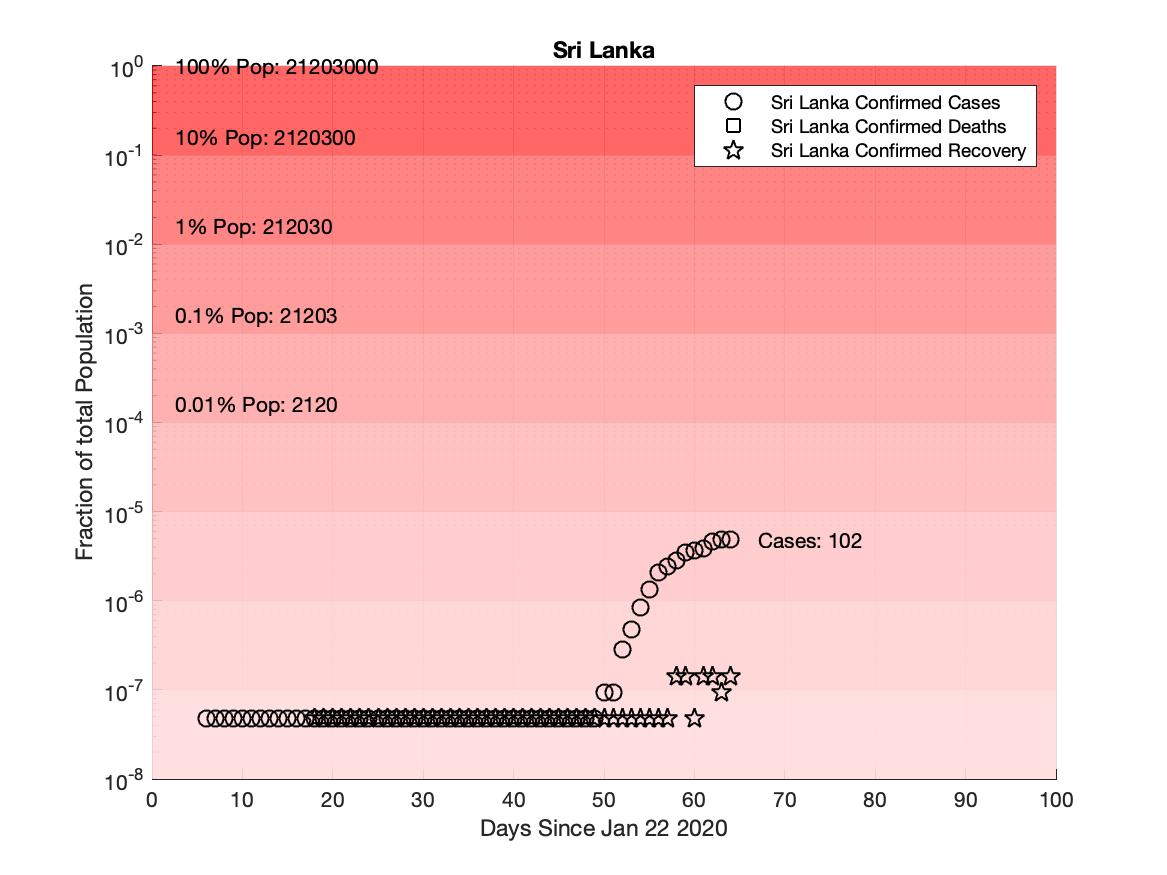 Sri Lanka
10^0
100% Pop: 21203000
Sri Lanka Confirmed Cases
Sri Lanka Confirmed Deaths
Sri Lanka Confirmed Recovery
10% Pop: 2120300
10^-1
1% Pop: 212030
10^-2
0.1% Pop: 21203
10^-3
0.01% Pop: 2120
10^-4
10^-5
Cases: 102
10^-6
10^-7
10^-8
Fraction of total Population
0 10 20 30 40 50 60 70 80 90 100
Days Since Jan 22 2020